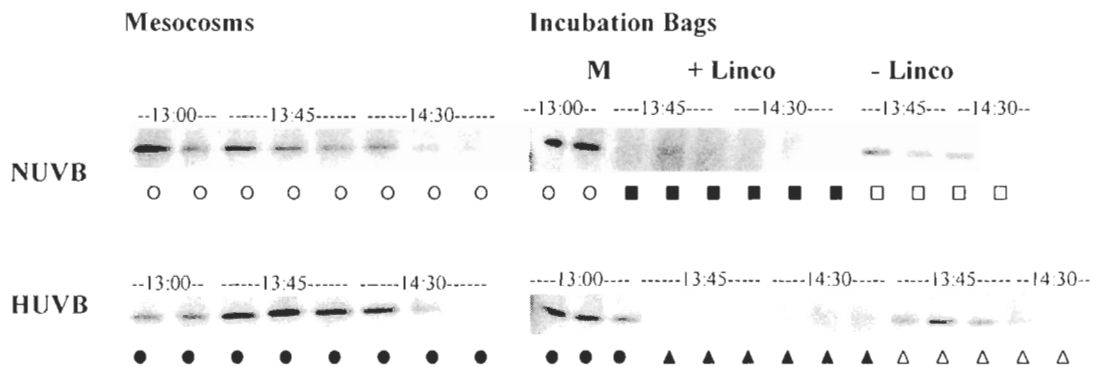 Mesocosms Incubation Bags
M + Linco - Linco
--13:00--- -----13:45------ ---14:30----- --13:00-- ----13:45---- ---14:30---- ---13:45--- --14:30--
NUVB
--13:00-- ----13:45---- ----14:30----- ---13:00--- -----13:45------ ----14:30---- ----13:45---- --14:30--
HUVB